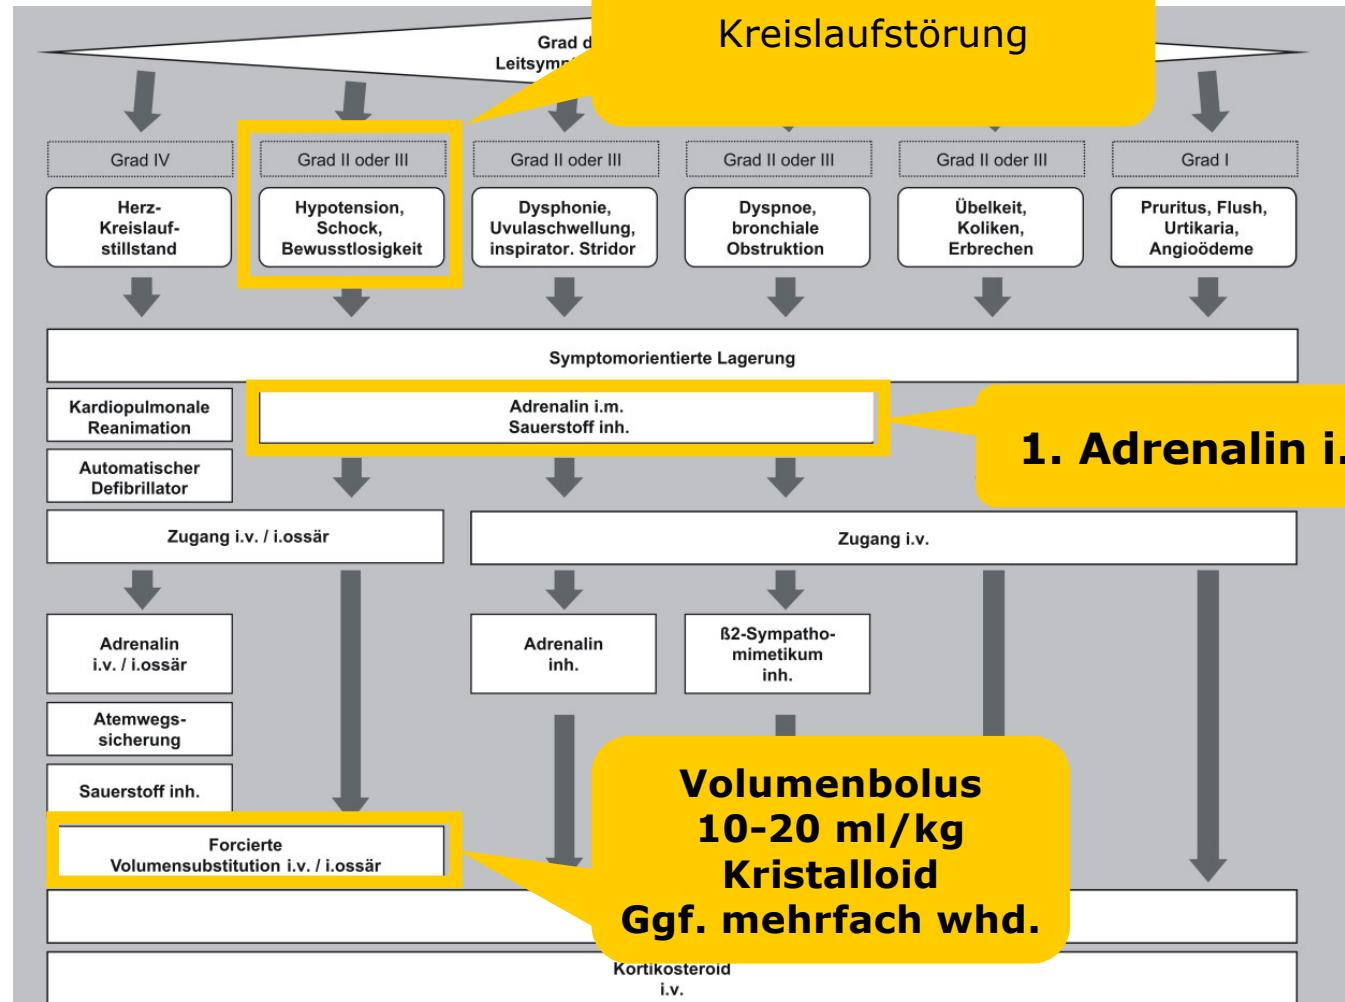 Kreislaufstörung
Grad d
Leitsymp
Grad IV
Grad II oder III
Grad II oder III
Grad II oder III
Grad II oder III
Grad I
Herz-
Kreislauf-
stillstand
Hypotension,
Schock,
Bewusstlosigkeit
Dysphonie,
Uvulaschwellung,
inspirator. Stridor
Dyspnoe,
bronchiale
Obstruktion
Übelkeit,
Koliken,
Erbrechen
Pruritus, Flush,
Urtikaria,
Angioödeme
Symptomorientierte Lagerung
Kardiopulmonale
Reanimation
Adrenalin i.m.
Sauerstoff inh.
1. Adrenalin i.
Automatischer
Defibrillator
Zugang i.v. / i.ossär
Zugang i.v.
Adrenalin
i.v. / i.ossär
Adrenalin
inh.
ß2-Sympatho-
mimetikum
inh.
Atemwegs-
sicherung
Sauerstoff inh.
Forcierte
Volumensubstitution i.v. / i.ossär
Volumenbolus
10-20 ml/kg
Kristalloid
Ggf. mehrfach whd.
Kortikosteroid
i.v.